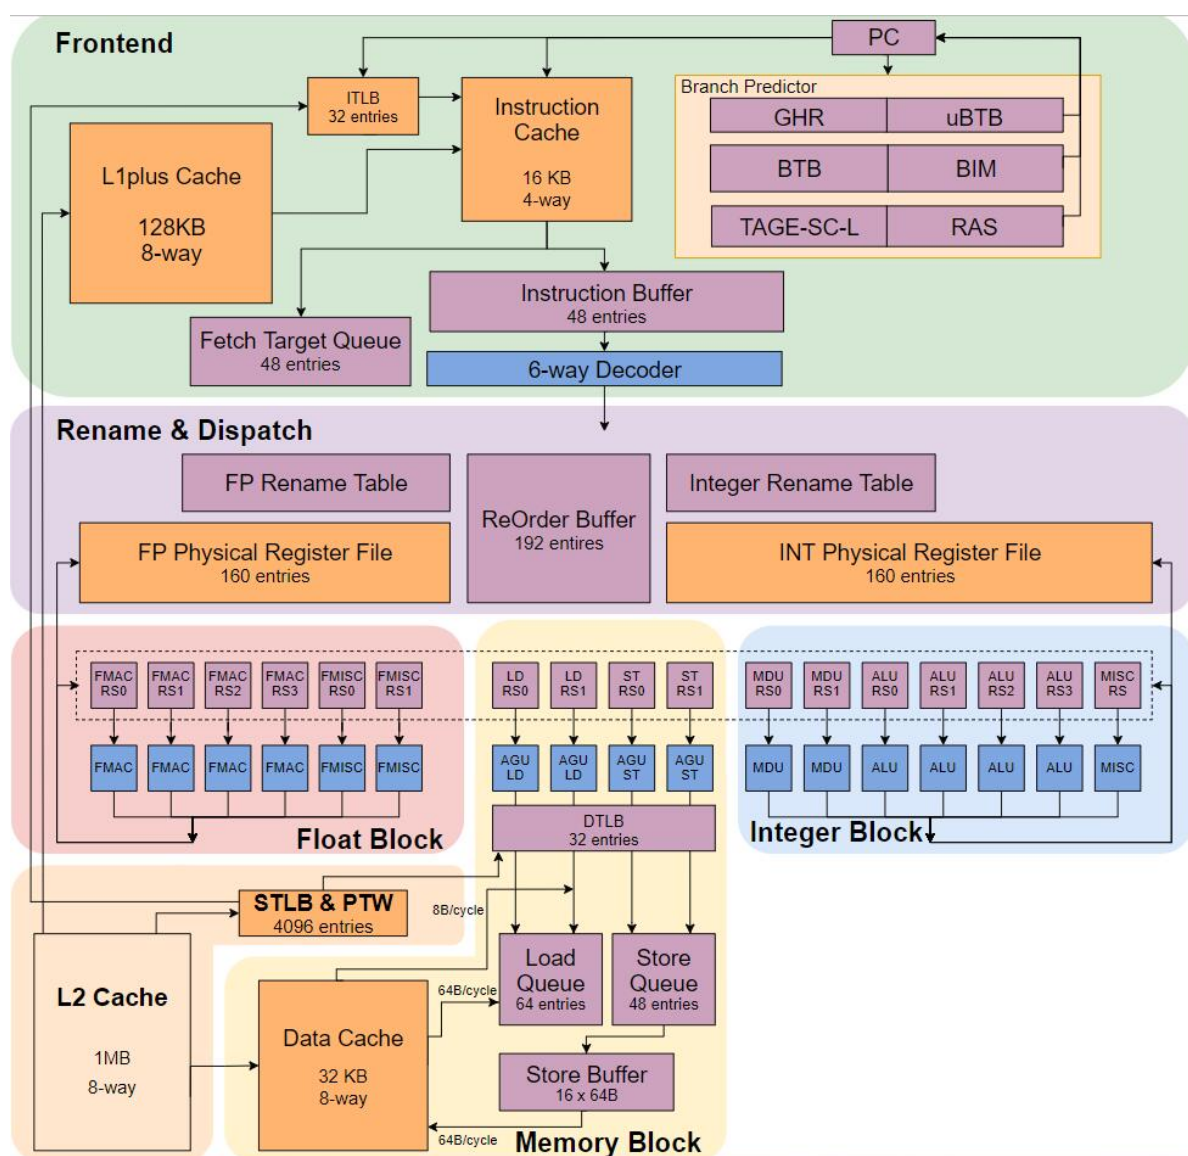 Frontend
PC
Branch Predictor
GHR
uBTB
BTB
BIM
TAGE-SC-L
RAS
ITLB
32 entries
Instruction
Cache
16 KB
4-way
L1plus Cache
128KB
8-way
Instruction Buffer
48 entries
Fetch Target Queue
48 entries
6-way Decoder
Rename & Dispatch
FP Rename Table
ReOrder Buffer
192 entires
Integer Rename Table
FP Physical Register File
160 entries
INT Physical Register File
160 entries
FMAC
RS0
FMAC
RS1
FMAC
RS2
FMAC
RS3
FMISC
RS0
FMISC
RS1
FMAC
FMAC
FMAC
FMAC
FMISC
FMISC
Float Block
LD
RS0
LD
RS1
ST
RS0
ST
RS1
AGU
LD
AGU
LD
AGU
ST
AGU
ST
DTLB
32 entries
MDU
RS0
MDU
RS1
ALU
RS0
ALU
RS1
ALU
RS2
ALU
RS3
MISC
RS
MDU
MDU
ALU
ALU
ALU
ALU
MISC
Integer Block
STLB & PTW
4096 entries
8B/cycle
L2 Cache
1MB
8-way
Data Cache
32 KB
8-way
64B/cycle
Load
Queue
64 entries
Store
Queue
48 entries
Store Buffer
16 x 64B
64B/cycle
Memory Block